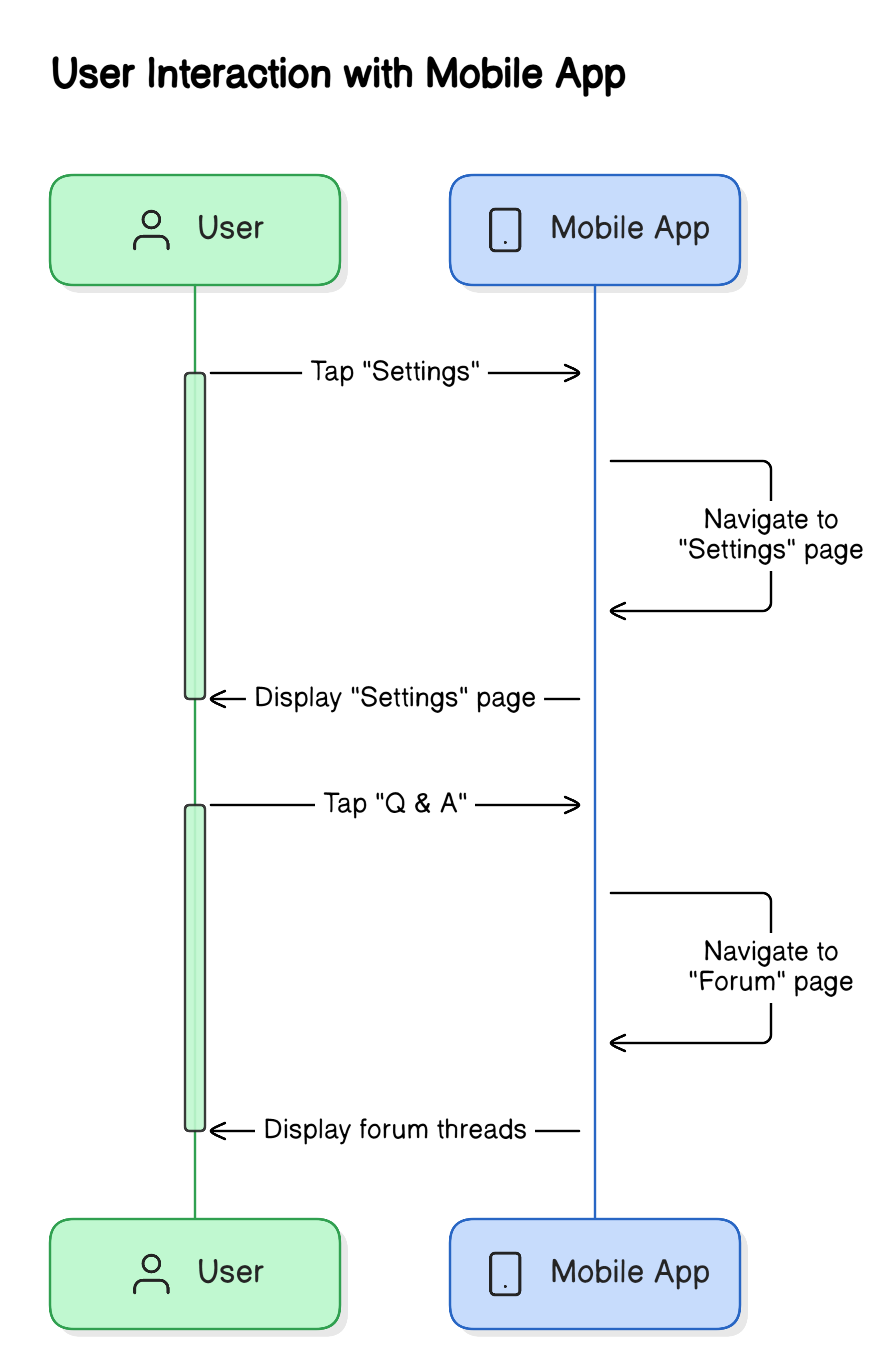 User Interaction with Mobile App
User
Mobile App
Tap "Settings"
Navigate to
"Settings" page
Display "Settings" page
Tap "Q & A"
Navigate to
"Forum" page
Display forum threads
User
Mobile App